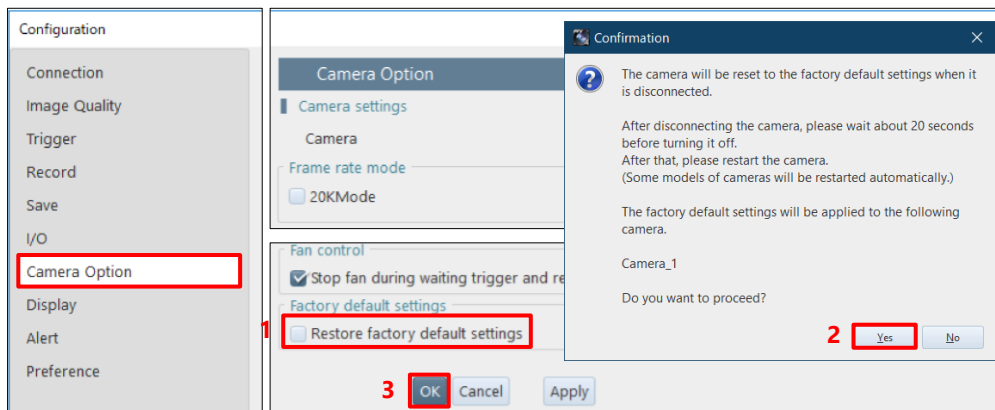 Configuration
Connection
Image Quality
Trigger
Record
Save
I/O
Camera Option
Display
Alert
Preference
Camera Option
Camera settings
Camera
Frame rate mode
20KMode
Fan control
Stop fan during waiting trigger and re
Factory default settings
1
Restore factory default settings
3
OK
Cancel
Apply
Confirmation
The camera will be reset to the factory default settings when it
is disconnected.
After disconnecting the camera, please wait about 20 seconds
before turning it off.
After that, please restart the camera.
(Some models of cameras will be restarted automatically.)
The factory default settings will be applied to the following
camera.
Camera_1
Do you want to proceed?
2
Yes
No